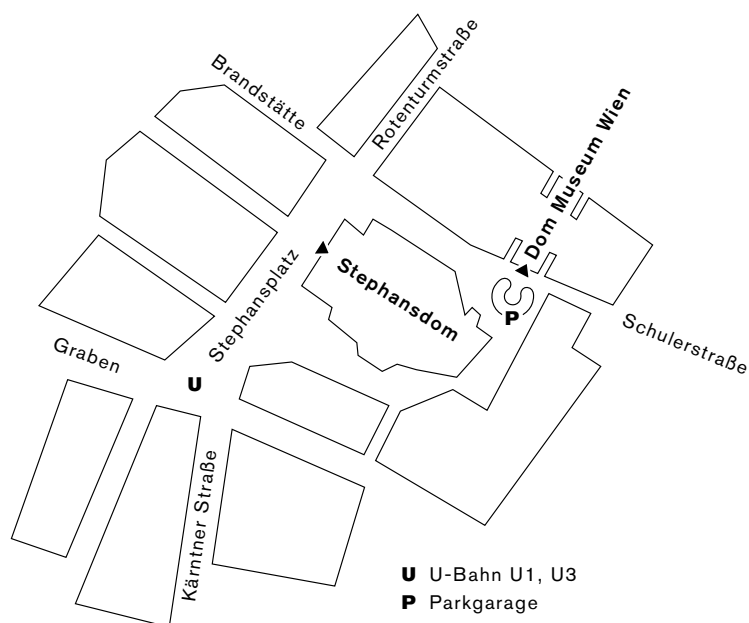 Brandstätte
Rotenturmstraße
Dom Museum Wien
Stephansplatz
Stephansdom
P
Schulerstraße
Graben
U
Kärntner Straße
U U-Bahn U1, U3
P Parkgarage